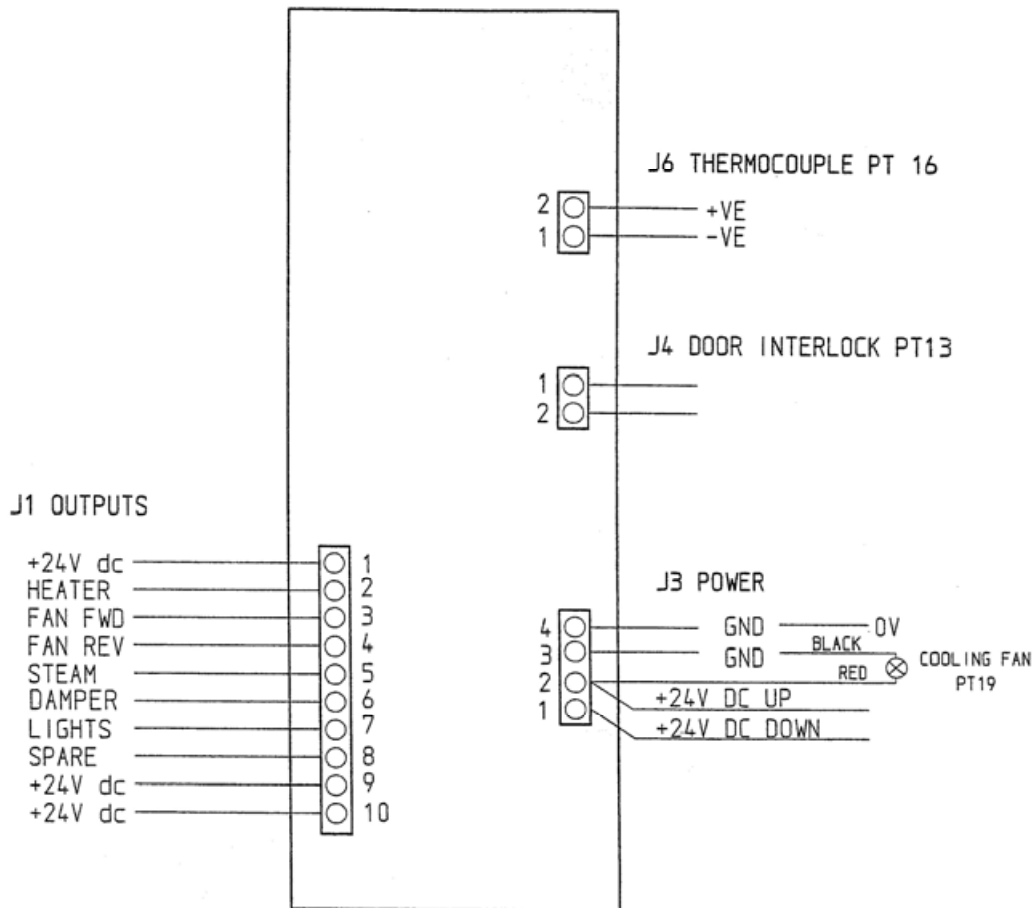 J6 THERMOCOUPLE PT 16
2 +VE
1 -VE
J4 DOOR INTERLOCK PT13
1
2
J1 OUTPUTS
+24V dc 1
HEATER 2
FAN FWD 3
FAN REV 4
STEAM 5
DAMPER 6
LIGHTS 7
SPARE 8
+24V dc 9
+24V dc 10
J3 POWER
4 GND 0V
3 GND BLACK
2 RED
COOLING FAN
PT19
+24V DC UP
1 +24V DC DOWN